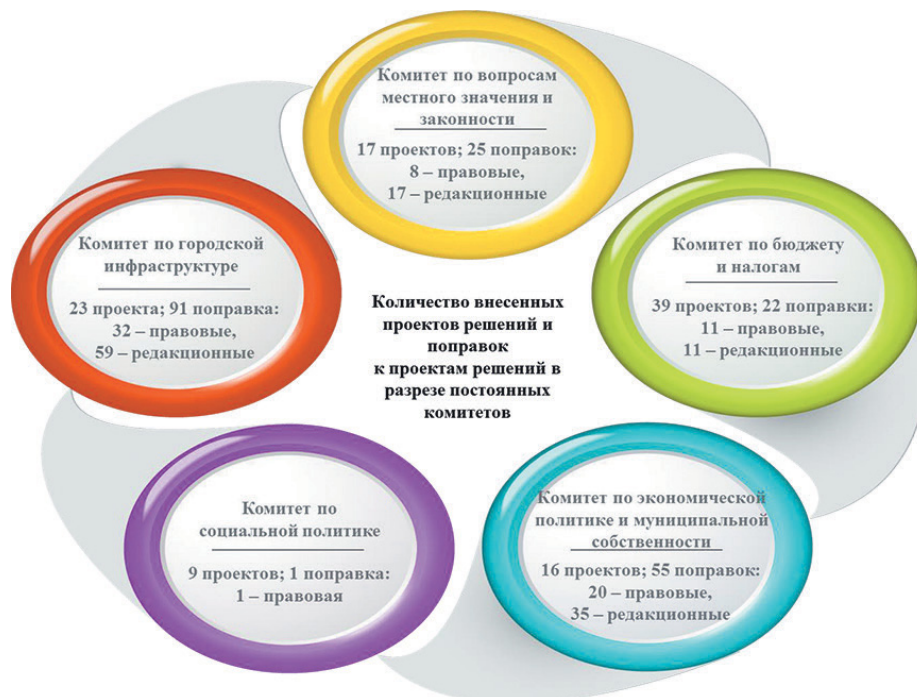 Комитет по вопросам
местного значения и
законности
17 проектов; 25 поправок:
8 – правовые,
17 – редакционные
Комитет по городской
инфраструктуре
23 проекта; 91 поправка:
32 – правовые,
59 – редакционные
Количество внесенных
проектов решений и
поправок
к проектам решений в
разрезе постоянных
комитетов
Комитет по бюджету
и налогам
39 проектов; 22 поправки:
11 – правовые,
11 – редакционные
Комитет по
социальной политике
9 проектов; 1 поправка:
1 – правовая
Комитет по экономической
политике и муниципальной
собственности
16 проектов; 55 поправок:
20 – правовые,
35 – редакционные